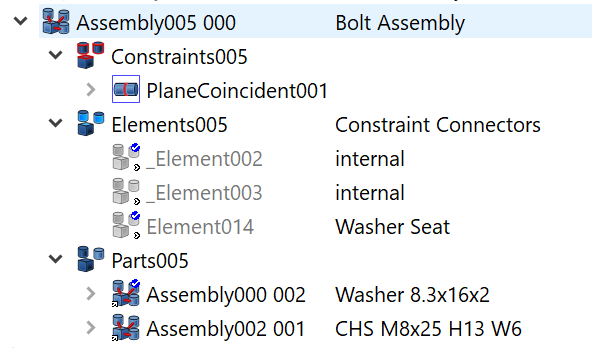 Assembly005 000 Bolt Assembly
Constraints005
PlaneCoincident001
Elements005 Constraint Connectors
_Element002 internal
_Element003 internal
Element014 Washer Seat
Parts005
Assembly000 002 Washer 8.3x16x2
Assembly002 001 CHS M8x25 H13 W6